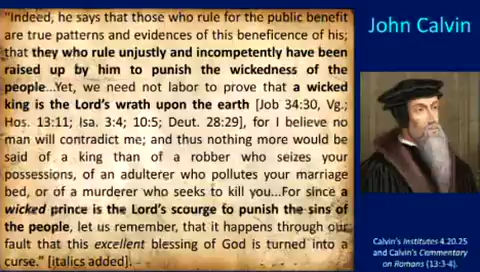 "Indeed, he says that those who rule for the public benefit
are true patterns and evidences of this beneficence of his;
that they who rule unjustly and incompetently have been
raised up by him to punish the wickedness of the
people...Yet, we need not labor to prove that a wicked
king is the Lord's wrath upon the earth [Job 34:30, Vg.;
Hos. 13:11; Isa. 3:4; 10:5; Deut. 28:29], for I believe no
man will contradict me; and thus nothing more would be
said of a king than of a robber who seizes your
possessions, of an adulterer who pollutes your marriage
bed, or of a murderer who seeks to kill you...For since a
wicked prince is the Lord's scourge to punish the sins of
the people, let us remember, that it happens through our
fault that this excellent blessing of God is turned into a
curse." [italics added].
John Calvin
Calvin's Institutes 4.20.25
and Calvin's Commentary
on Romans (13:3-4).